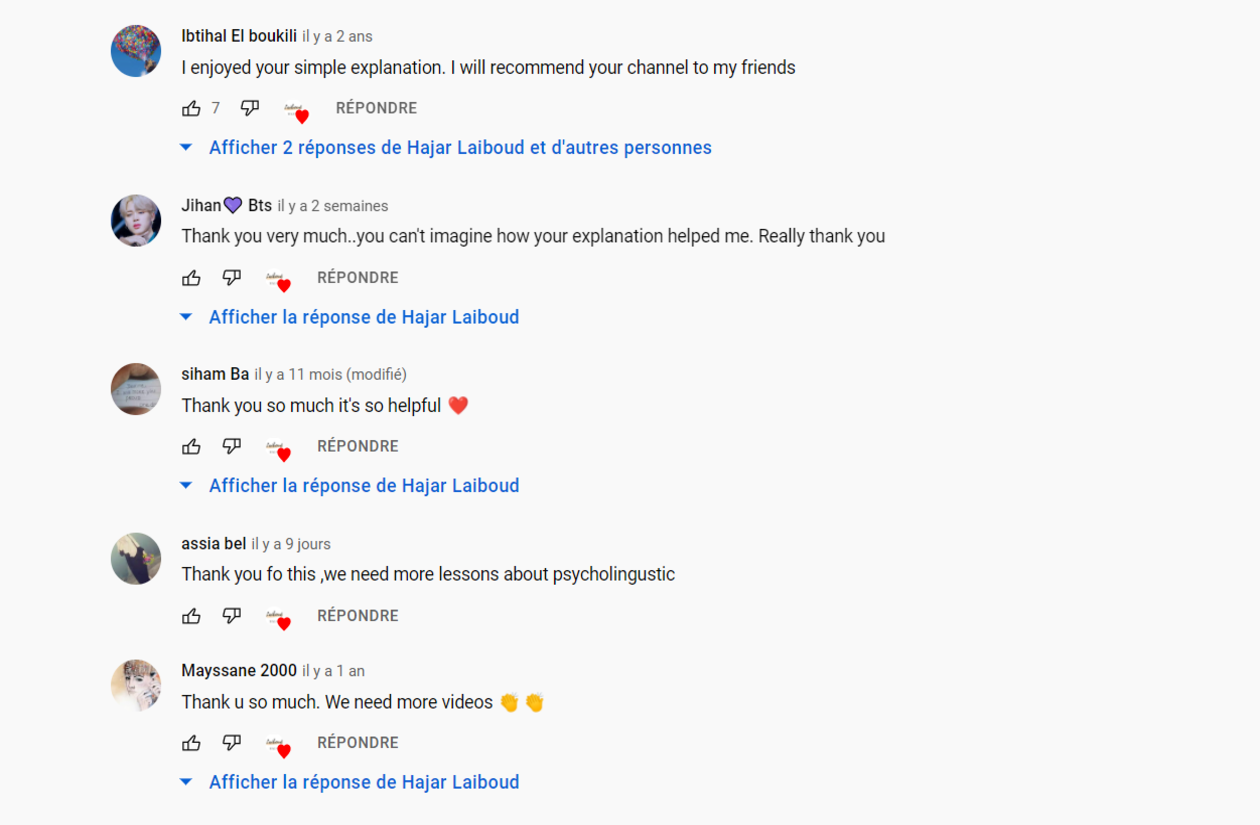 Ibtihal El boukili il y a 2 ans
I enjoyed your simple explanation. I will recommend your channel to my friends
7 RÉPONDRE
Afficher 2 réponses de Hajar Laiboud et d'autres personnes
Jihan💜 Bts il y a 2 semaines
Thank you very much..you can't imagine how your explanation helped me. Really thank you
RÉPONDRE
Afficher la réponse de Hajar Laiboud
siham Ba il y a 11 mois (modifié)
Thank you so much it's so helpful ❤️
RÉPONDRE
Afficher la réponse de Hajar Laiboud
assia bel il y a 9 jours
Thank you fo this ,we need more lessons about psycholingustic
RÉPONDRE
Mayssane 2000 il y a 1 an
Thank u so much. We need more videos 👏 👏
RÉPONDRE
Afficher la réponse de Hajar Laiboud